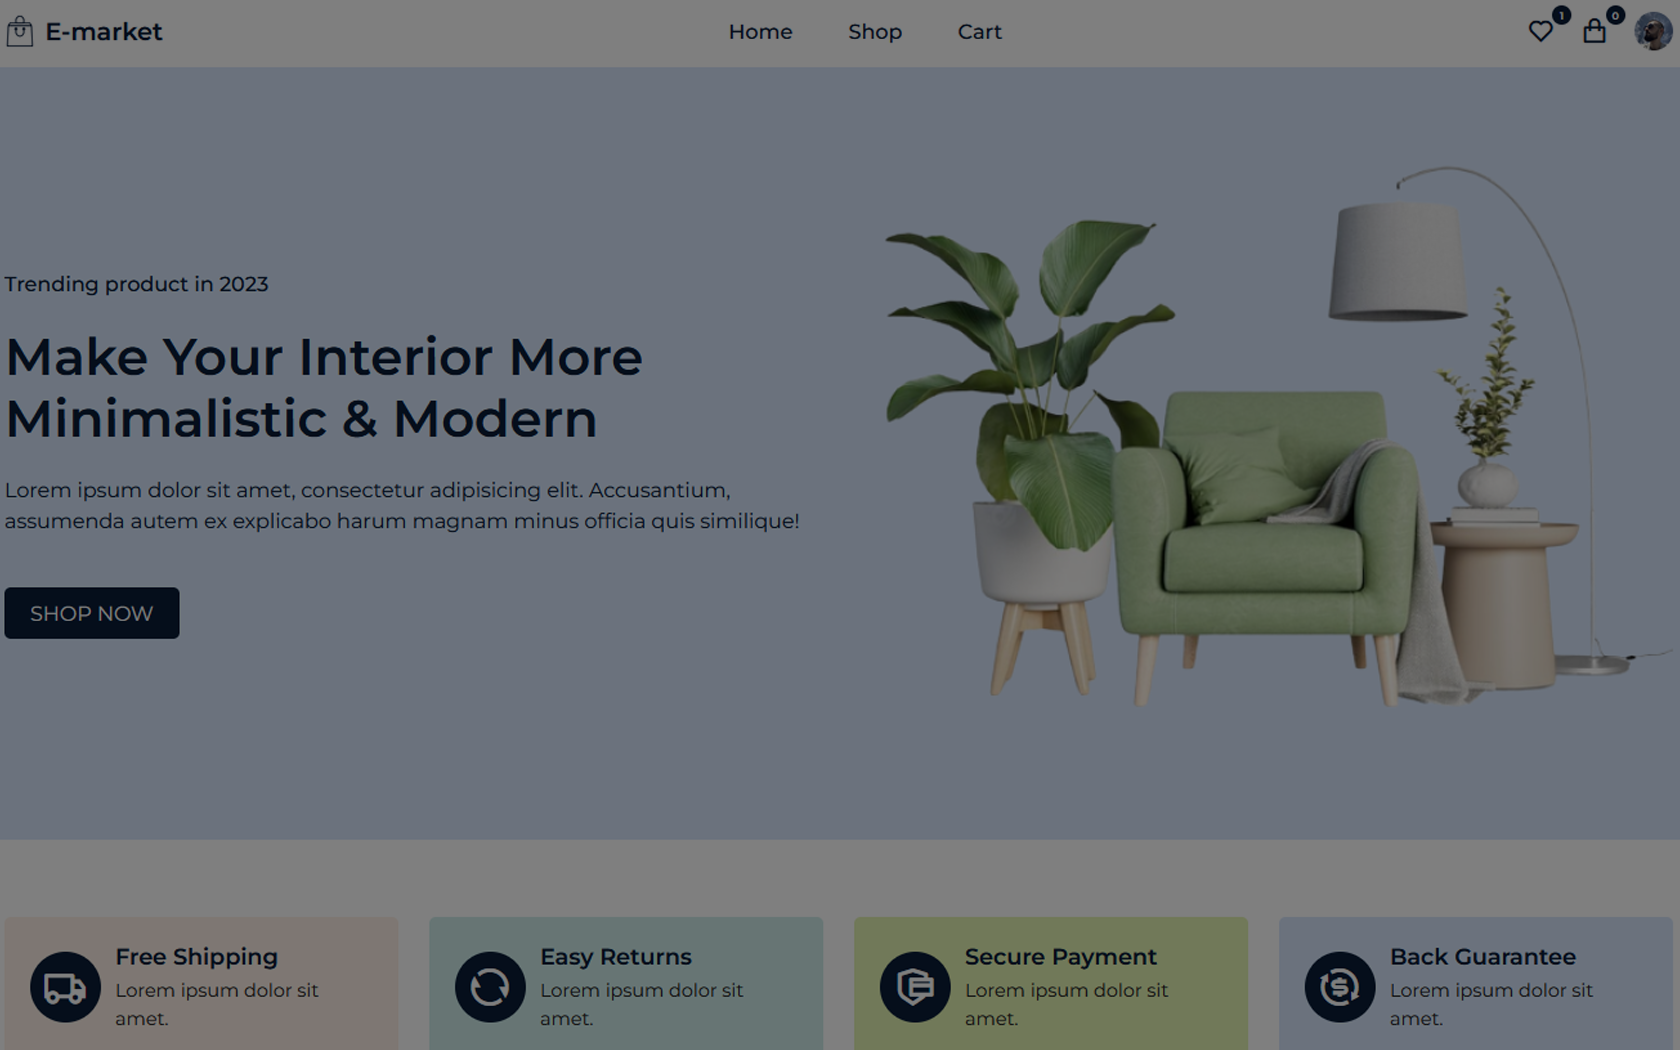 E-market
Home
Shop
Cart
1
0
Trending product in 2023
Make Your Interior More
Minimalistic & Modern
Lorem ipsum dolor sit amet, consectetur adipisicing elit. Accusantium,
assumenda autem ex explicabo harum magnam minus officia quis similique!
SHOP NOW
Free Shipping
Lorem ipsum dolor sit
amet.
Easy Returns
Lorem ipsum dolor sit
amet.
Secure Payment
Lorem ipsum dolor sit
amet.
Back Guarantee
Lorem ipsum dolor sit
amet.